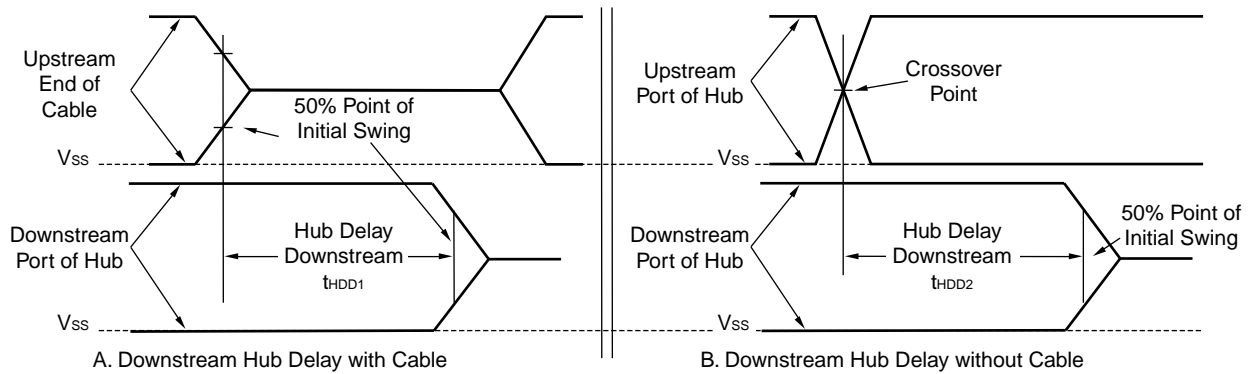 Upstream
End of
Cable
50% Point of
Initial Swing
VSS
Downstream
Port of Hub
Hub Delay
Downstream
tHDD1
VSS
A. Downstream Hub Delay with Cable
Upstream
Port of Hub
Crossover
Point
VSS
Downstream
Port of Hub
Hub Delay
Downstream
tHDD2
50% Point of
Initial Swing
VSS
B. Downstream Hub Delay without Cable